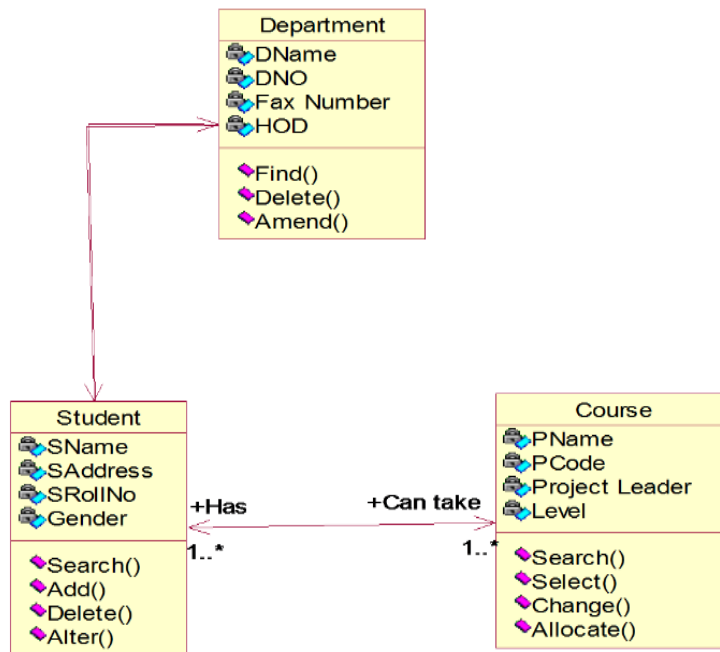 Department
DName
DNO
Fax Number
HOD
Find()
Delete()
Amend()
Student
SName
SAddress
SRollNo
Gender
Search()
Add()
Delete()
Alter()
+Has
1..*
+Can take
1..*
Course
PName
PCode
Project Leader
Level
Search()
Select()
Change()
Allocate()